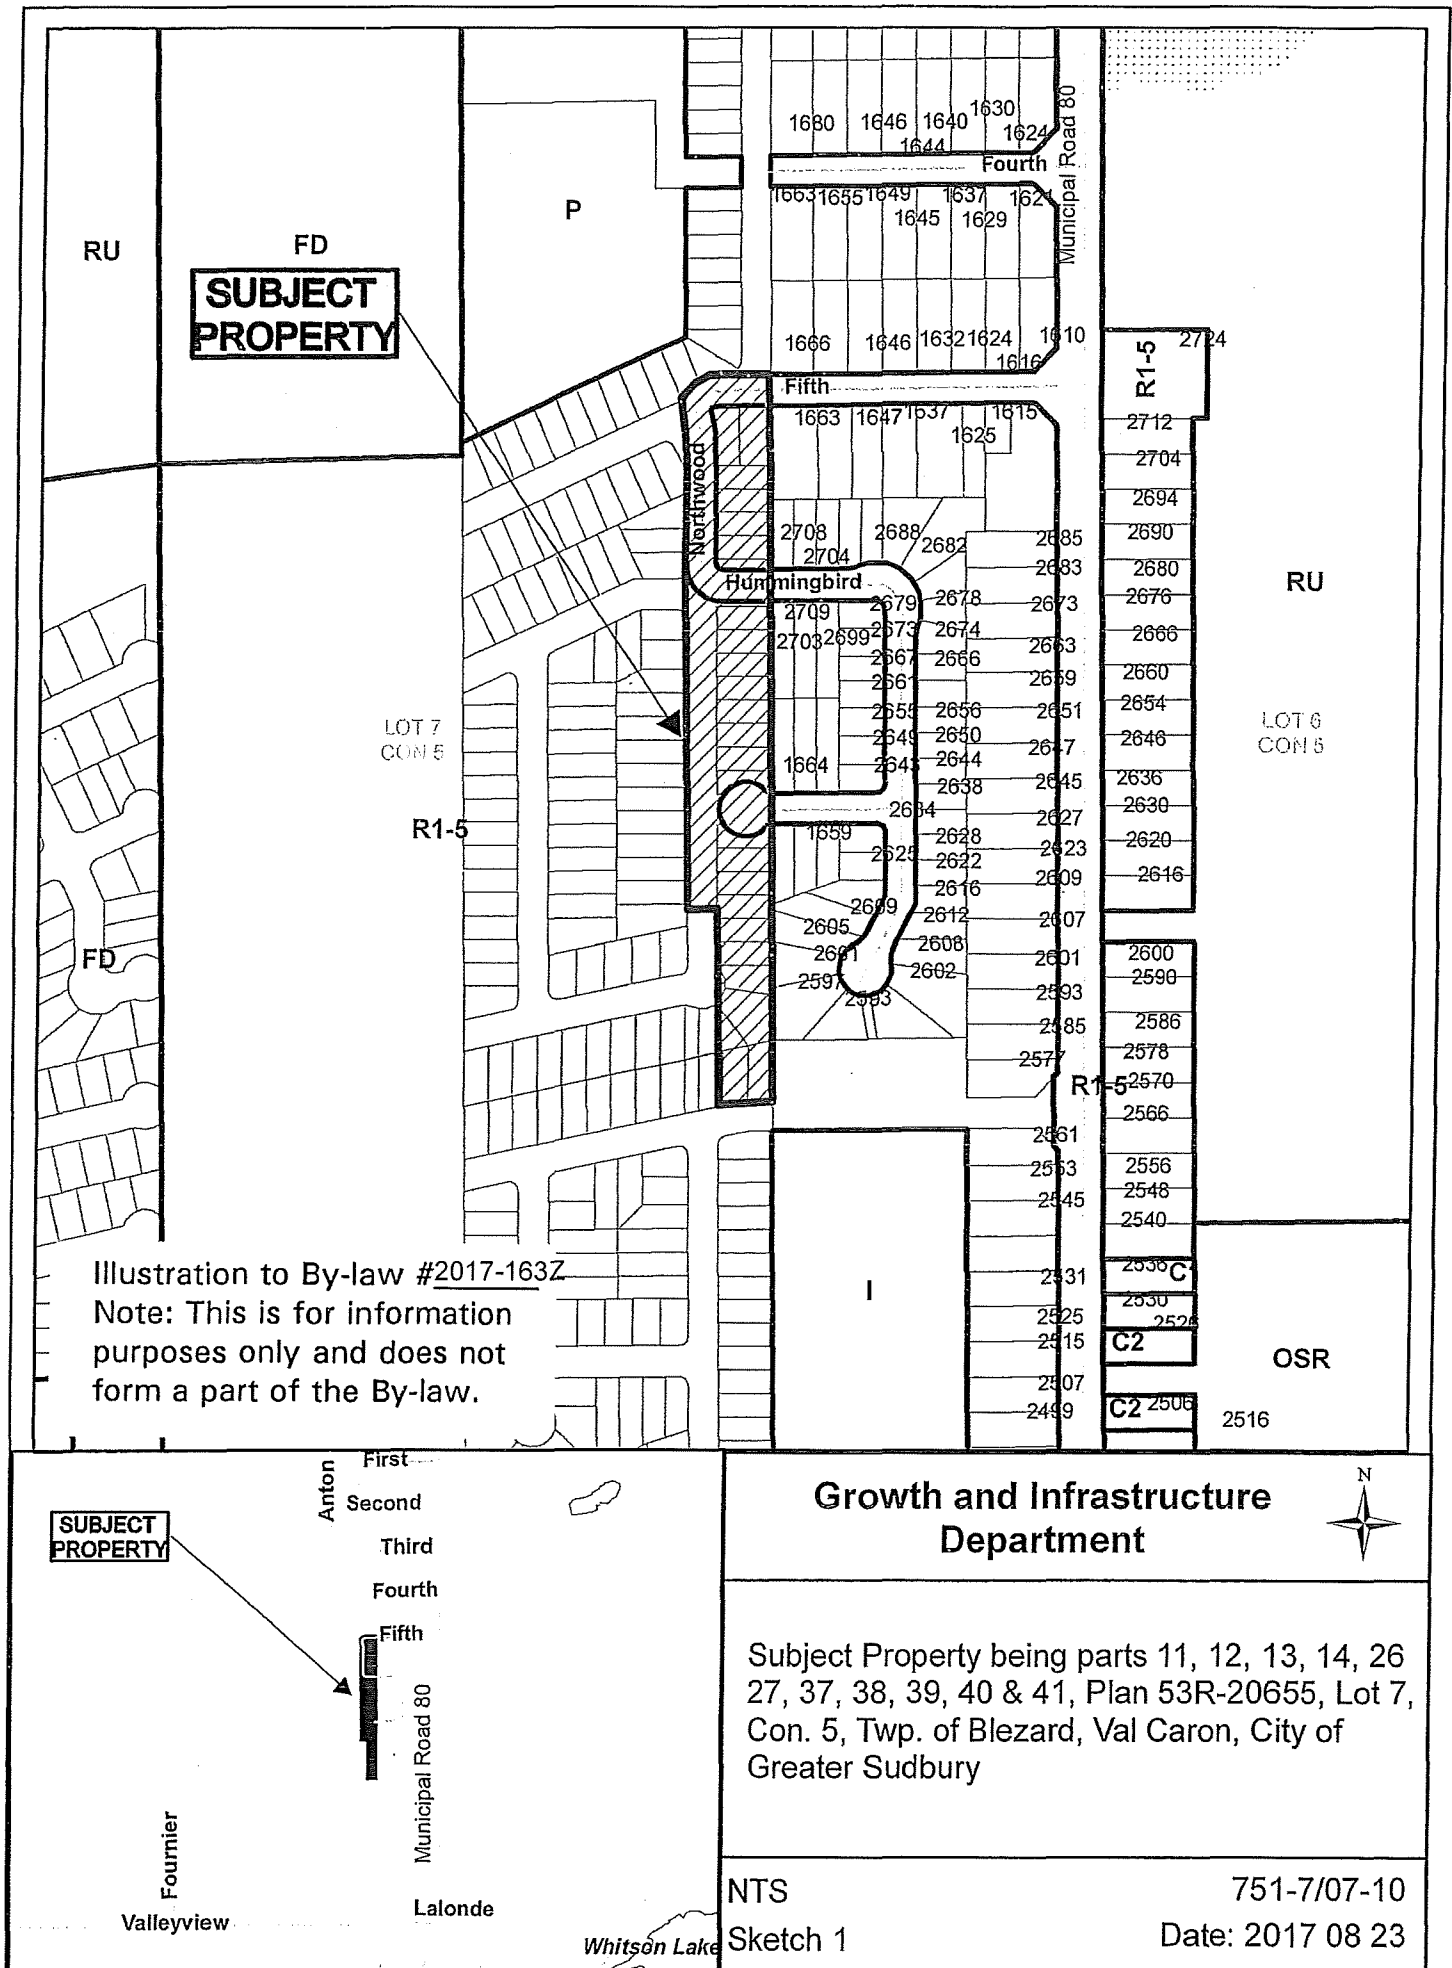 1680 1646 1640 1630
1644 1624
Municipal Road 80
Fourth
1663 1655 1649 1637 1621
1645 1629
P
RU
FD
SUBJECT
PROPERTY
1666 1646 1632 1624 1610
1616
2724
R1-5
Fifth
1663 1647 1637 1615
1625
2712
2704
2694
2690
2680
2676
2666
2660
2654
2646
2636
2630
2620
2616
Northwood
2708 2688
2704 2682
Hummingbird
2709 2679 2678
2703 2699 2673 2674
2667 2666
2661
2655 2656
2649 2650
1664 2643 2644
2638
2634
1659 2628
2625 2622
2616
2609 2612
2605
2601 2608
2597 2602
2593
2685
2683
2673
2663
2659
2651
2647
2645
2627
2623
2609
2607
2601
2593
2585
2577
RU
LOT 7
CON 5
LOT 6
CON 5
R1-5
FD
2600
2590
2586
2578
R1-5 2570
2566
2561
2553
2545
2531
2525
2515
2507
2499
2556
2548
2540
2536 C
2530
2526
C2
C2 2506
2516
OSR
I
Illustration to By-law #2017-163Z
Note: This is for information
purposes only and does not
form a part of the By-law.
Anton
First
Second
Third
Fourth
Fifth
SUBJECT
PROPERTY
Municipal Road 80
Fournier
Valleyview
Lalonde
Whitson Lake
Growth and Infrastructure
Department
N
Subject Property being parts 11, 12, 13, 14, 26
27, 37, 38, 39, 40 & 41, Plan 53R-20655, Lot 7,
Con. 5, Twp. of Blezard, Val Caron, City of
Greater Sudbury
NTS 751-7/07-10
Sketch 1 Date: 2017 08 23